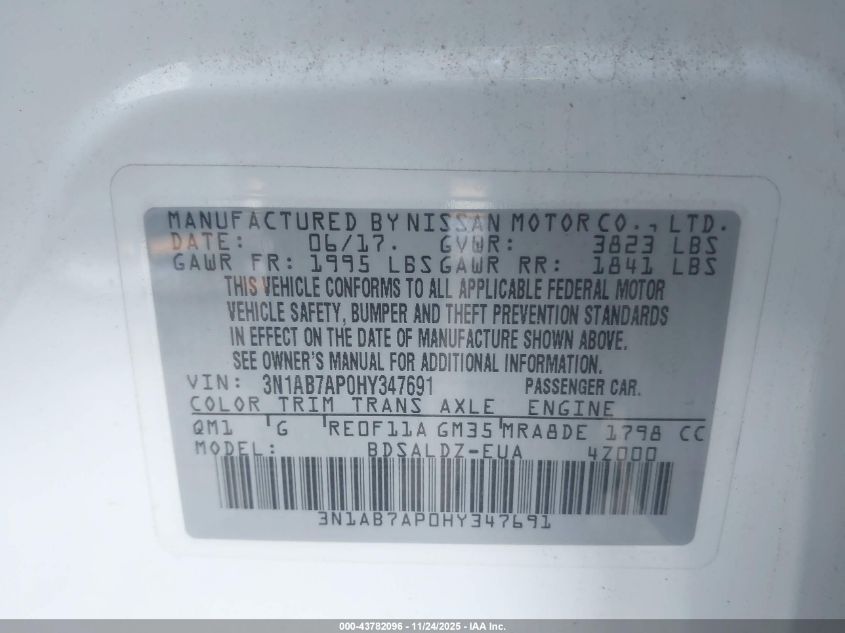 MANUFACTURED BY NISSAN MOTOR CO., LTD.
DATE: 06/17. GVWR: 3823 LBS
GAWR FR: 1995 LBS GAWR RR: 1841 LBS
THIS VEHICLE CONFORMS TO ALL APPLICABLE FEDERAL MOTOR
VEHICLE SAFETY, BUMPER AND THEFT PREVENTION STANDARDS
IN EFFECT ON THE DATE OF MANUFACTURE SHOWN ABOVE.
SEE OWNER'S MANUAL FOR ADDITIONAL INFORMATION.
VIN: 3N1AB7AP0HY347691 PASSENGER CAR.
COLOR TRIM TRANS AXLE ENGINE
QM1 G RE0F11A GM35 MRA8DE 1798 CC
MODEL: BDSALDZ-EUA 4Z000
3N1AB7AP0HY347691
000-43782096 - 11/24/2025 - IAA Inc.